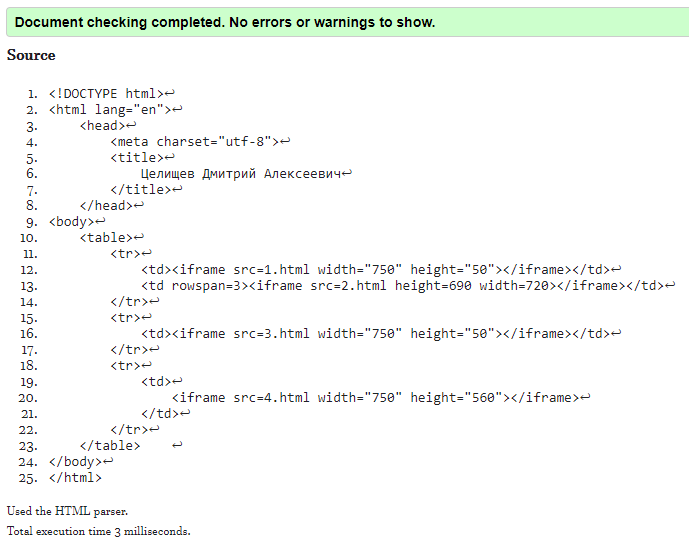 Document checking completed. No errors or warnings to show.
Source
1. <!DOCTYPE html>↩
2. <html lang="en">↩
3.     <head>↩
4.         <meta charset="utf-8">↩
5.         <title>↩
6.             Целищев Дмитрий Алексеевич↩
7.         </title>↩
8.     </head>↩
9. <body>↩
10.     <table>↩
11.         <tr>↩
12.             <td><iframe src=1.html width="750" height="50"></iframe></td>↩
13.             <td rowspan=3><iframe src=2.html height=690 width=720></iframe></td>↩
14.         </tr>↩
15.         <tr>↩
16.             <td><iframe src=3.html width="750" height="50"></iframe></td>↩
17.         </tr>↩
18.         <tr>↩
19.             <td>↩
20.                 <iframe src=4.html width="750" height="560"></iframe>↩
21.             </td>↩
22.         </tr>↩
23.     </table>    ↩
24. </body>↩
25. </html>
Used the HTML parser.
Total execution time 3 milliseconds.